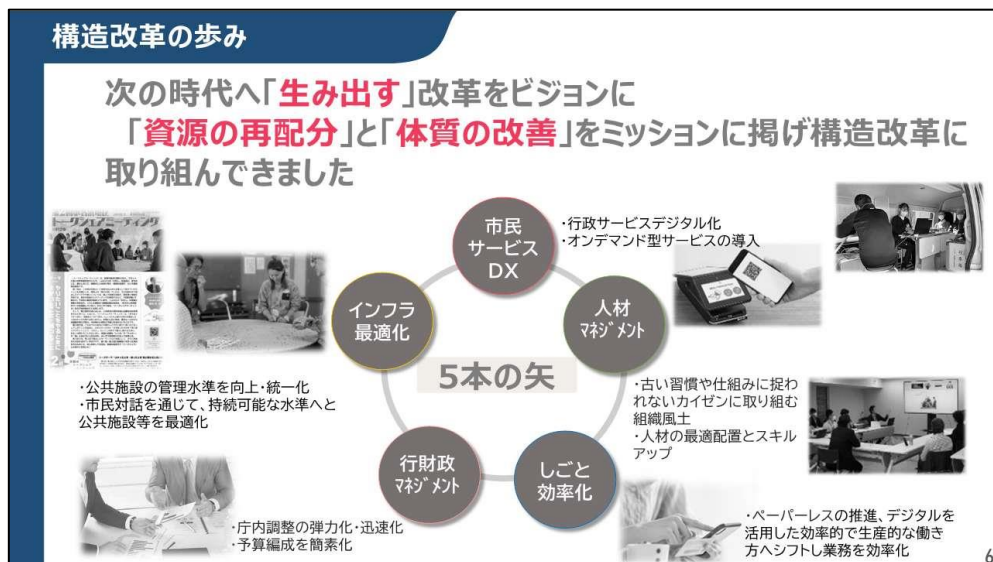 構造改革の歩み
次の時代へ「生み出す」改革をビジョンに
「資源の再配分」と「体質の改善」をミッションに掲げ構造改革に
取り組んできました
市民
サービス
DX
・行政サービスデジタル化
・オンデマンド型サービスの導入
インフラ
最適化
人材
ﾏﾈｼﾞﾒﾝﾄ
5本の矢
・公共施設の管理水準を向上・統一化
・市民対話を通じて、持続可能な水準へと
公共施設等を最適化
・古い習慣や仕組みに捉わ
れないカイゼンに取り組む
組織風土
・人材の最適配置とスキル
アップ
行財政
ﾏﾈｼﾞﾒﾝﾄ
しごと
効率化
・庁内調整の弾力化・迅速化
・予算編成を簡素化
・ペーパーレスの推進、デジタルを
活用した効率的で生産的な働き
方へシフトし業務を効率化
6